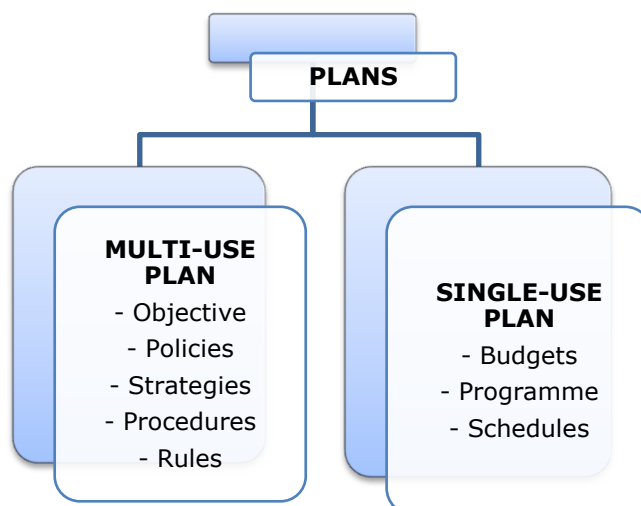 PLANS
MULTI-USE
PLAN
- Objective
- Policies
- Strategies
- Procedures
- Rules
SINGLE-USE
PLAN
- Budgets
- Programme
- Schedules